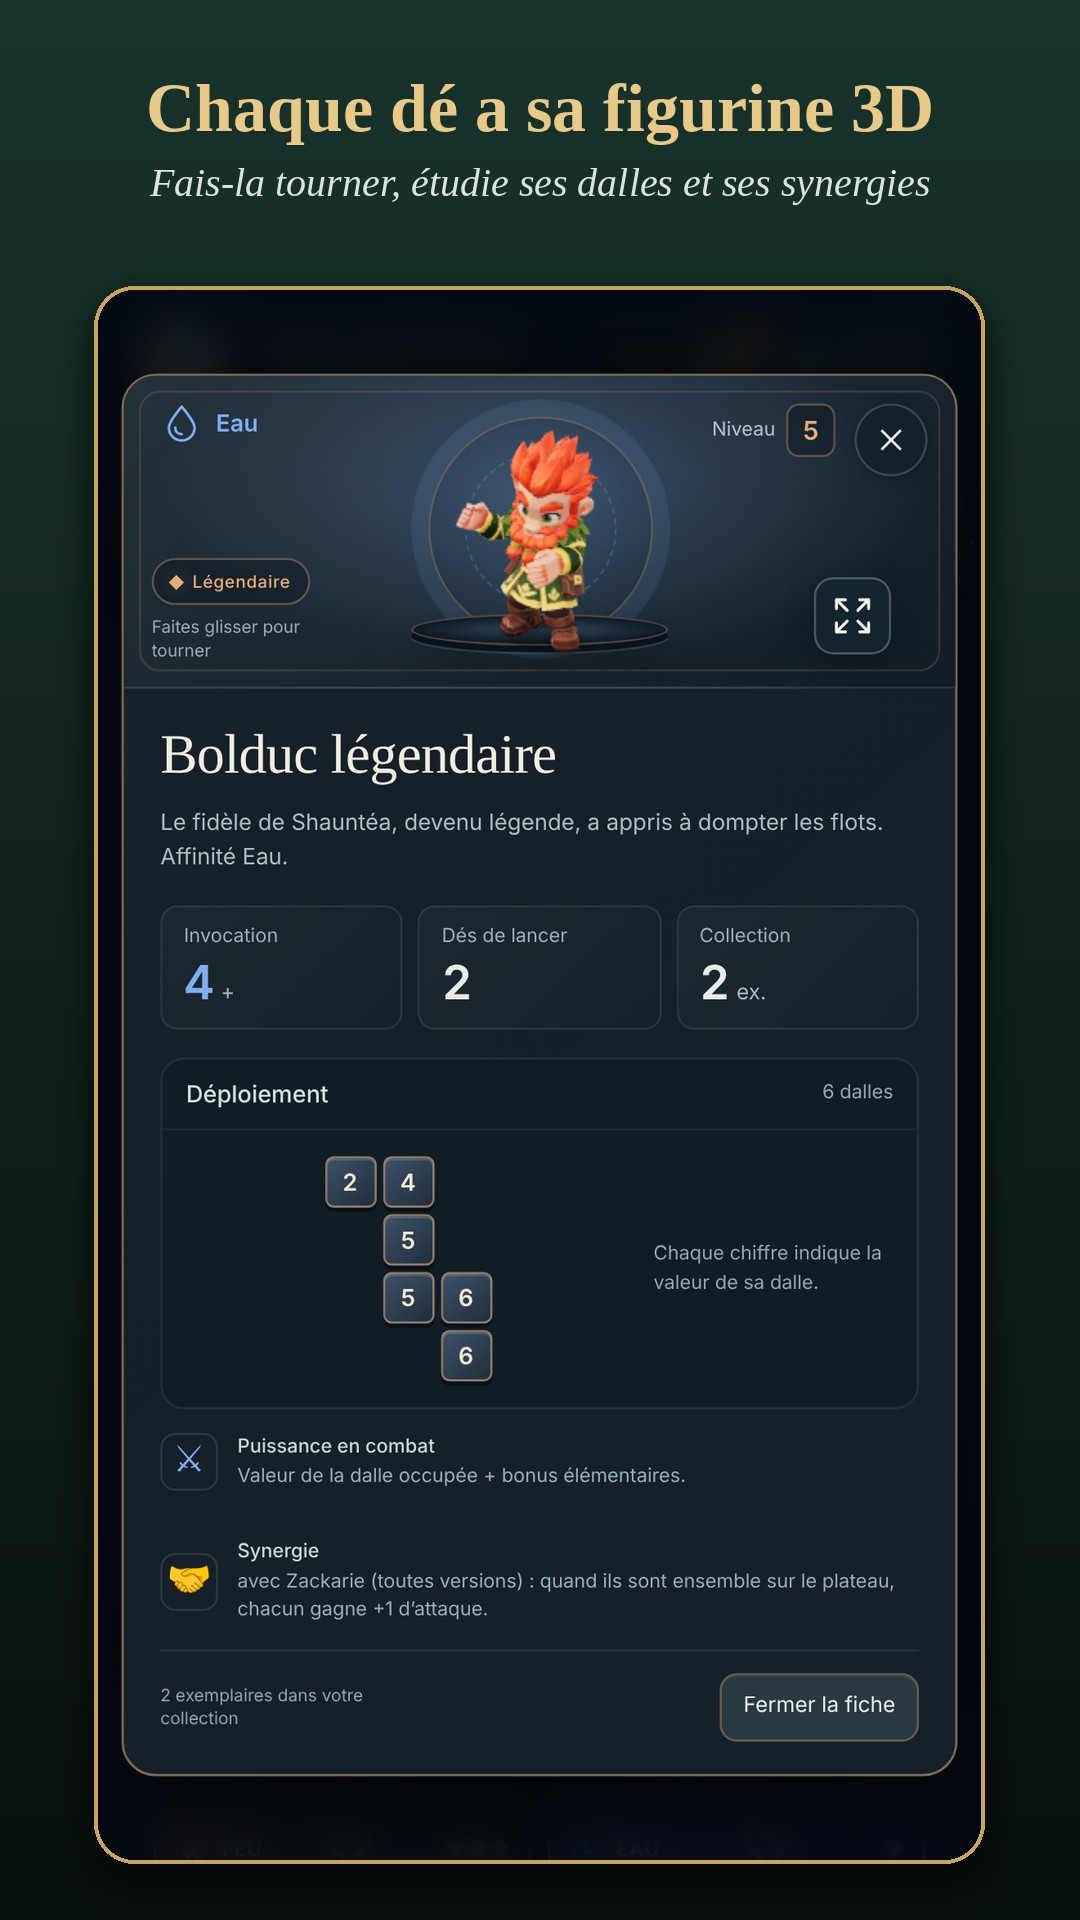 Chaque dé a sa figurine 3D
Fais-la tourner, étudie ses dalles et ses synergies
Eau
Niveau 5
Légendaire
Faites glisser pour
tourner
Bolduc légendaire
Le fidèle de Shauntéa, devenu légende, a appris à dompter les flots.
Affinité Eau.
Invocation
4 +
Dés de lancer
2
Collection
2 ex.
Déploiement
6 dalles
2 4
5
5 6
6
Chaque chiffre indique la
valeur de sa dalle.
Puissance en combat
Valeur de la dalle occupée + bonus élémentaires.
Synergie
avec Zackarie (toutes versions) : quand ils sont ensemble sur le plateau,
chacun gagne +1 d’attaque.
2 exemplaires dans votre
collection
Fermer la fiche
FEU
EAU